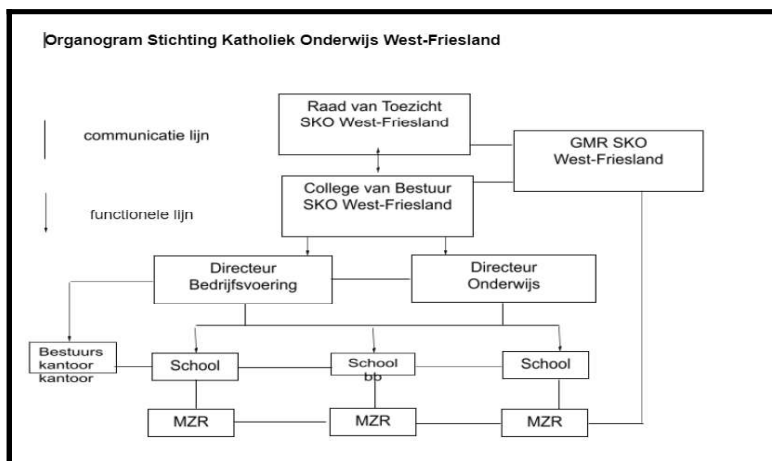 Organogram Stichting Katholiek Onderwijs West-Friesland
Raad van Toezicht
SKO West-Friesland
communicatie lijn
GMR SKO
West-Friesland
College van Bestuur
SKO West-Friesland
functionele lijn
Directeur
Bedrijfsvoering
Directeur
Onderwijs
Bestuurs
kantoor
kantoor
School
School
bb
School
MZR
MZR
MZR